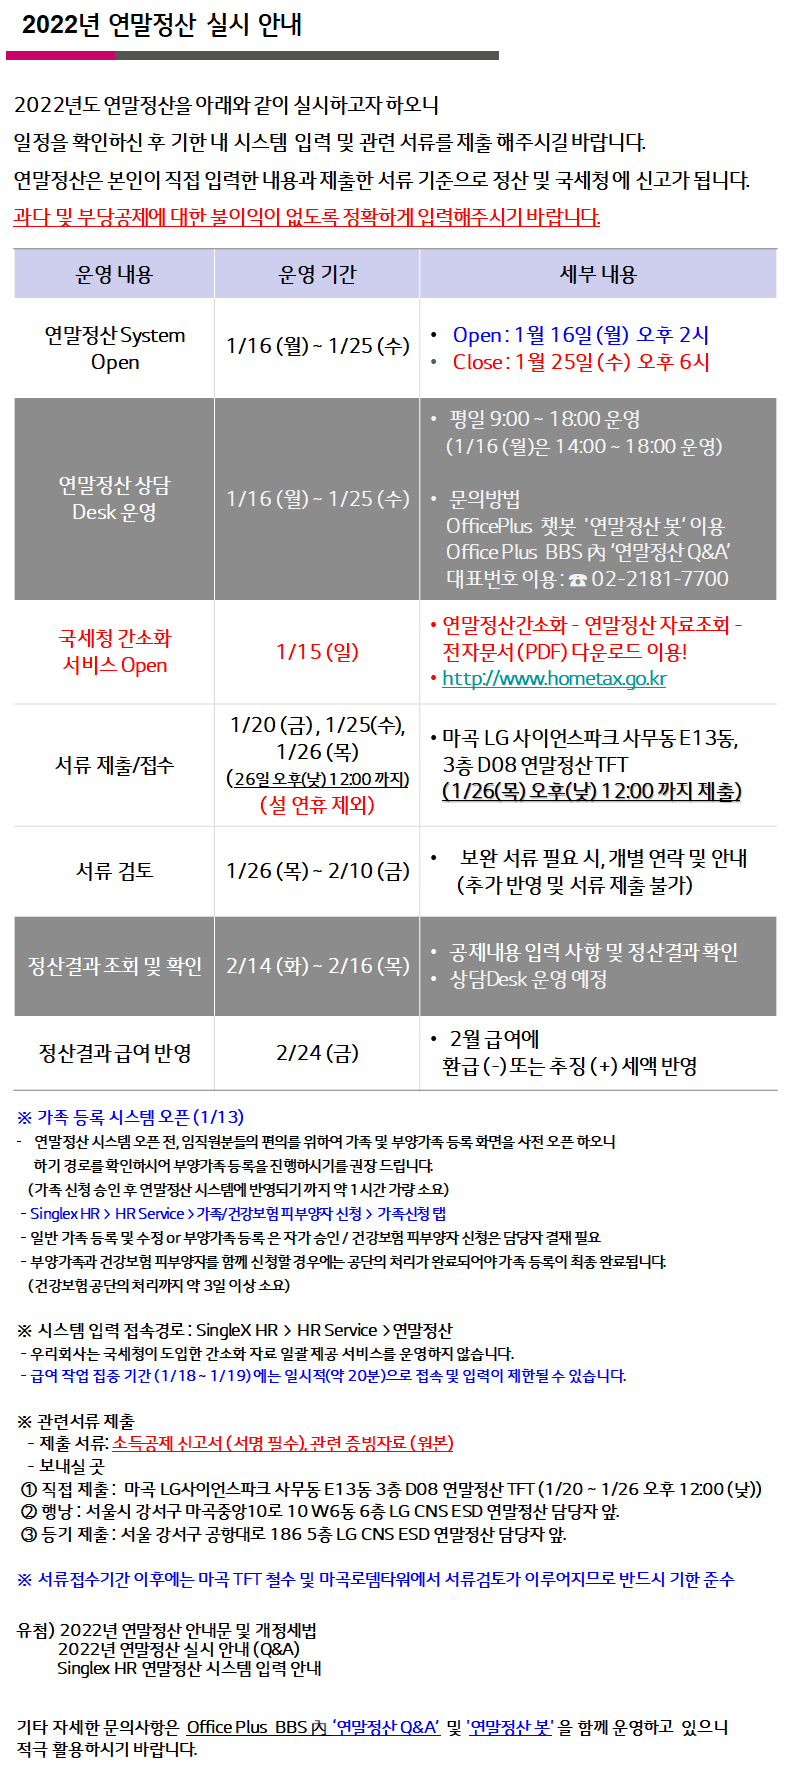 2022년 연말정산 실시 안내
2022년도 연말정산을 아래와 같이 실시하고자 하오니
일정을 확인하신 후 기한 내 시스템 입력 및 관련 서류를 제출 해주시길 바랍니다.
연말정산은 본인이 직접 입력한 내용과 제출한 서류 기준으로 정산 및 국세청에 신고가 됩니다.
과다 및 부당공제에 대한 불이익이 없도록 정확하게 입력해주시기 바랍니다.
운영 내용 운영 기간 세부 내용
연말정산 System
Open
1/16 (월) ~ 1/25 (수)
• Open : 1월 16일 (월) 오후 2시
• Close : 1월 25일 (수) 오후 6시
연말정산 상담
Desk 운영
1/16 (월) ~ 1/25 (수)
• 평일 9:00 ~ 18:00 운영
(1/16 (월)은 14:00 ~ 18:00 운영)
• 문의방법
OfficePlus 챗봇 '연말정산 봇' 이용
Office Plus BBS 內 '연말정산 Q&A'
대표번호 이용 : ☎ 02-2181-7700
국세청 간소화
서비스 Open
1/15 (일)
• 연말정산간소화 - 연말정산 자료조회 -
전자문서 (PDF) 다운로드 이용!
• http://www.hometax.go.kr
서류 제출/접수
1/20 (금) , 1/25(수),
1/26 (목)
(26일 오후(낮) 12:00 까지)
(설 연휴 제외)
• 마곡 LG 사이언스파크 사무동 E13동,
3층 D08 연말정산 TFT
(1/26(목) 오후(낮) 12:00 까지 제출)
서류 검토
1/26 (목) ~ 2/10 (금)
• 보완 서류 필요 시, 개별 연락 및 안내
(추가 반영 및 서류 제출 불가)
정산결과 조회 및 확인
2/14 (화) ~ 2/16 (목)
• 공제내용 입력 사항 및 정산결과 확인
• 상담Desk 운영 예정
정산결과 급여 반영
2/24 (금)
• 2월 급여에
환급 (-) 또는 추징 (+) 세액 반영
※ 가족 등록 시스템 오픈 (1/13)
- 연말정산 시스템 오픈 전, 임직원분들의 편의를 위하여 가족 및 부양가족 등록 화면을 사전 오픈 하오니
하기 경로를 확인하시어 부양가족 등록을 진행하시기를 권장 드립니다.
(가족 신청 승인 후 연말정산 시스템에 반영되기 까지 약 1시간 가량 소요)
- Singlex HR > HR Service > 가족/건강보험 피부양자 신청 > 가족신청 탭
- 일반 가족 등록 및 수정 or 부양가족 등록 은 자가 승인 / 건강보험 피부양자 신청은 담당자 결재 필요
- 부양가족과 건강보험 피부양자를 함께 신청할 경우에는 공단의 처리가 완료되어야 가족 등록이 최종 완료됩니다.
(건강보험 공단의 처리까지 약 3일 이상 소요)
※ 시스템 입력 접속경로 : SingleX HR > HR Service >연말정산
- 우리회사는 국세청이 도입한 간소화 자료 일괄 제공 서비스를 운영하지 않습니다.
- 급여 작업 집중 기간 (1/18 ~ 1/19) 에는 일시적(약 20분)으로 접속 및 입력이 제한될 수 있습니다.
※ 관련서류 제출
- 제출 서류: 소득공제 신고서 (서명 필수), 관련 증빙자료 (원본)
- 보내실 곳
① 직접 제출 : 마곡 LG사이언스파크 사무동 E13동 3층 D08 연말정산 TFT (1/20 ~ 1/26 오후 12:00 (낮))
② 행낭 : 서울시 강서구 마곡중앙10로 10 W6동 6층 LG CNS ESD 연말정산 담당자 앞.
③ 등기 제출 : 서울 강서구 공항대로 186 5층 LG CNS ESD 연말정산 담당자 앞.
※ 서류접수기간 이후에는 마곡 TFT 철수 및 마곡로뎀타워에서 서류검토가 이루어지므로 반드시 기한 준수
유첨) 2022년 연말정산 안내문 및 개정세법
2022년 연말정산 실시 안내 (Q&A)
Singlex HR 연말정산 시스템 입력 안내
기타 자세한 문의사항은 Office Plus BBS 內 '연말정산 Q&A' 및 '연말정산 봇' 을 함께 운영하고 있으니
적극 활용하시기 바랍니다.